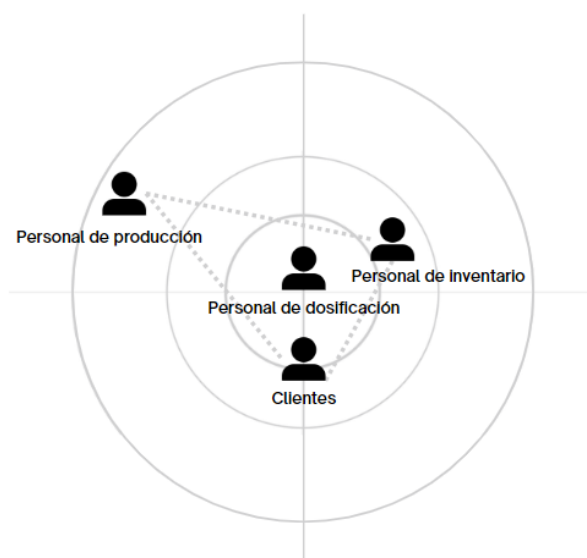 Personal de producción
Personal de inventario
Personal de dosificación
Clientes